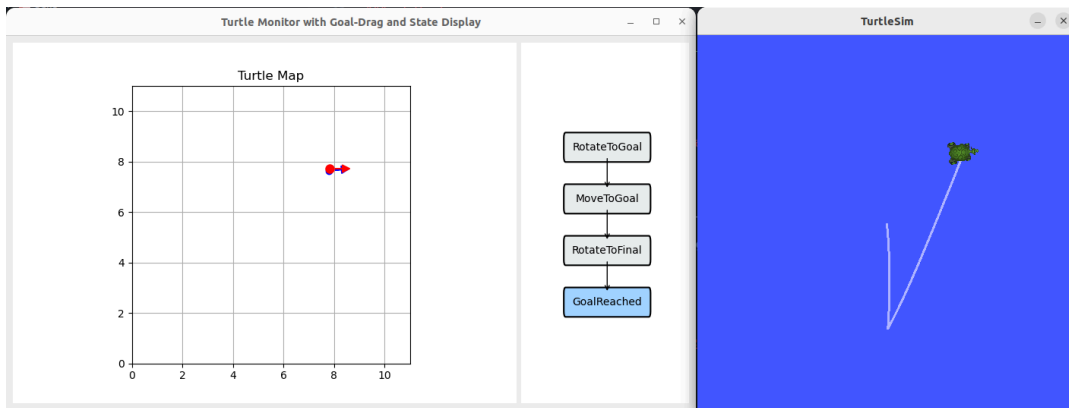 Turtle Monitor with Goal-Drag and State Display
TurtleSim
Turtle Map
10
8
6
4
2
0
0 2 4 6 8 10
RotateToGoal
MoveToGoal
RotateToFinal
GoalReached